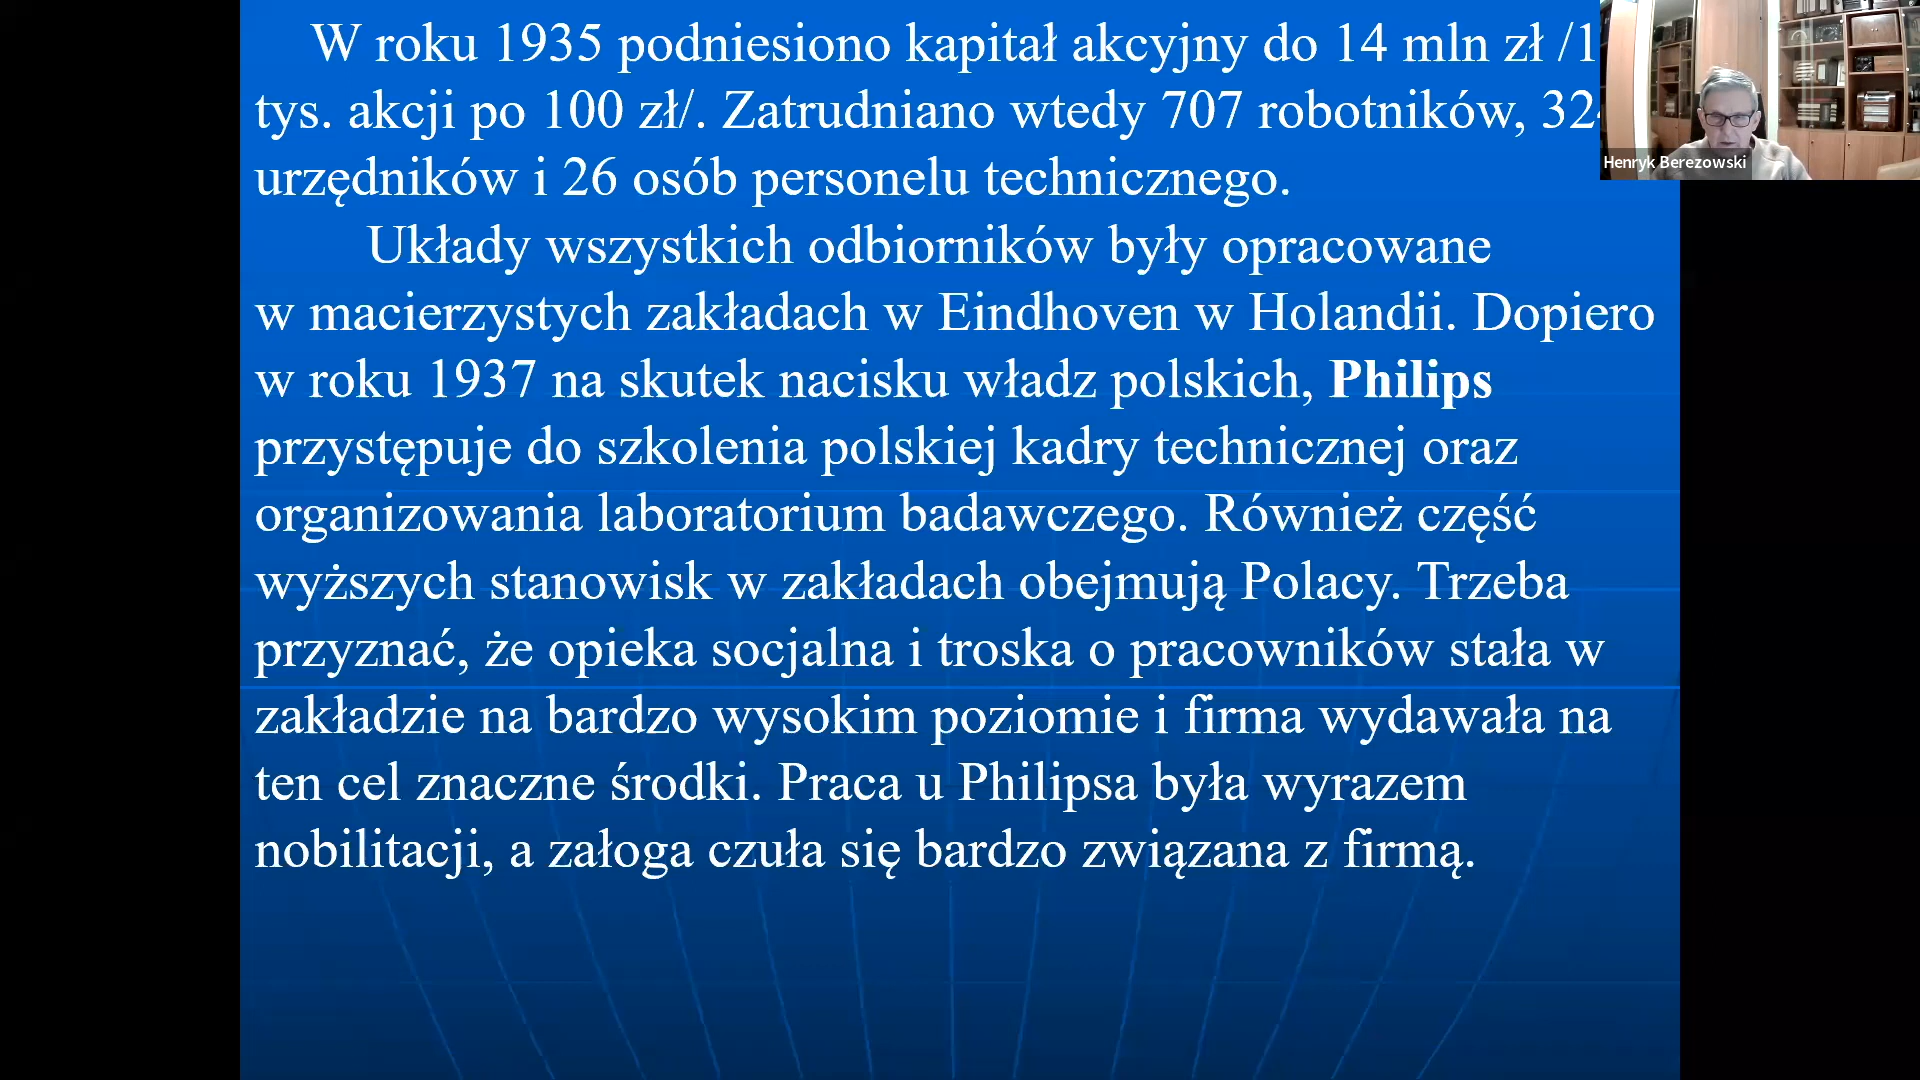 W roku 1935 podniesiono kapitał akcyjny do 14 mln zł
tys. akcji po 100 zł/. Zatrudniano wtedy 707 robotników,
urzędników i 26 osób personelu technicznego.
Układy wszystkich odbiorników były opracowane
w macierzystych zakładach w Eindhoven w Holandii. Dopiero
w roku 1937 na skutek nacisku władz polskich, Philips
przystępuje do szkolenia polskiej kadry technicznej oraz
organizowania laboratorium badawczego. Również część
wyższych stanowisk w zakładach obejmują Polacy. Trzeba
przyznać, że opieka socjalna i troska o pracowników stała w
zakładzie na bardzo wysokim poziomie i firma wydawała na
ten cel znaczne środki. Praca u Philipsa była wyrazem
nobilitacji, a załoga czuła się bardzo związana z firmą.
Henryk Berezowski